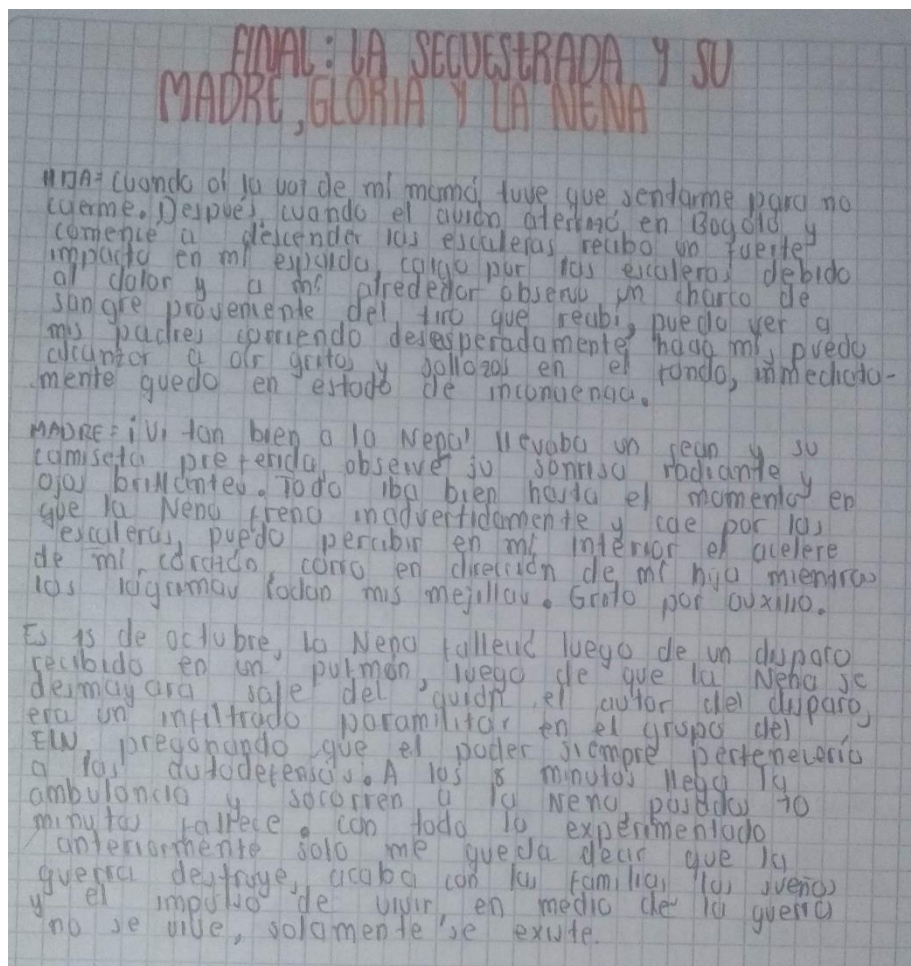 FINAL: LA SECUESTRADA Y SU
MADRE, GLORIA Y LA NENA
HIJA= cuando oí la voz de mi mamá, tuve que sentarme para no
cuerme. Después, cuando el avión aterrizó en Bogotá y
comence a descender las escaleras recibo un fuerte
impacto en mi espalda, caigo por las escaleras debido
al dolor y a mi alrededor observo un charco de
sangre proveniente del tiro que recibí, puedo ver a
mis padres corriendo desesperadamente hacia mí, puedo
alcanzar a oír gritos y sollozos en el fondo, inmediata-
mente quedo en estado de inconciencia.
MADRE= ¡Vi tan bien a la Nena! llevaba un jean y su
camiseta preferida, observé su sonrisa radiante y
ojos brillantes. Todo iba bien hasta el momento en
que la Nena frena inadvertidamente y cae por las
escaleras, puedo percibir en mi interior el acelere
de mi corazón, corro en dirección de mi hija mientras
las lágrimas rodan mis mejillas. Grito por auxilio.
Es 15 de octubre, la Nena falleció luego de un disparo
recibido en un pulmón, luego de que la Nena se
desmayara sale del avión el autor del disparo,
era un infiltrado paramilitar en el grupo del
ELN, pregonando que el poder siempre pertenecería
a las autodefensas. A los 8 minutos llega la
ambulancia y socorren a la Nena, pasados 10
minutos fallece. con todo lo experimentado
anteriormente solo me queda decir que la
guerra destruye, acaba con la familia, los sueños
y el impulso de vivir, en medio de la guerra
no se vive, solamente se existe.